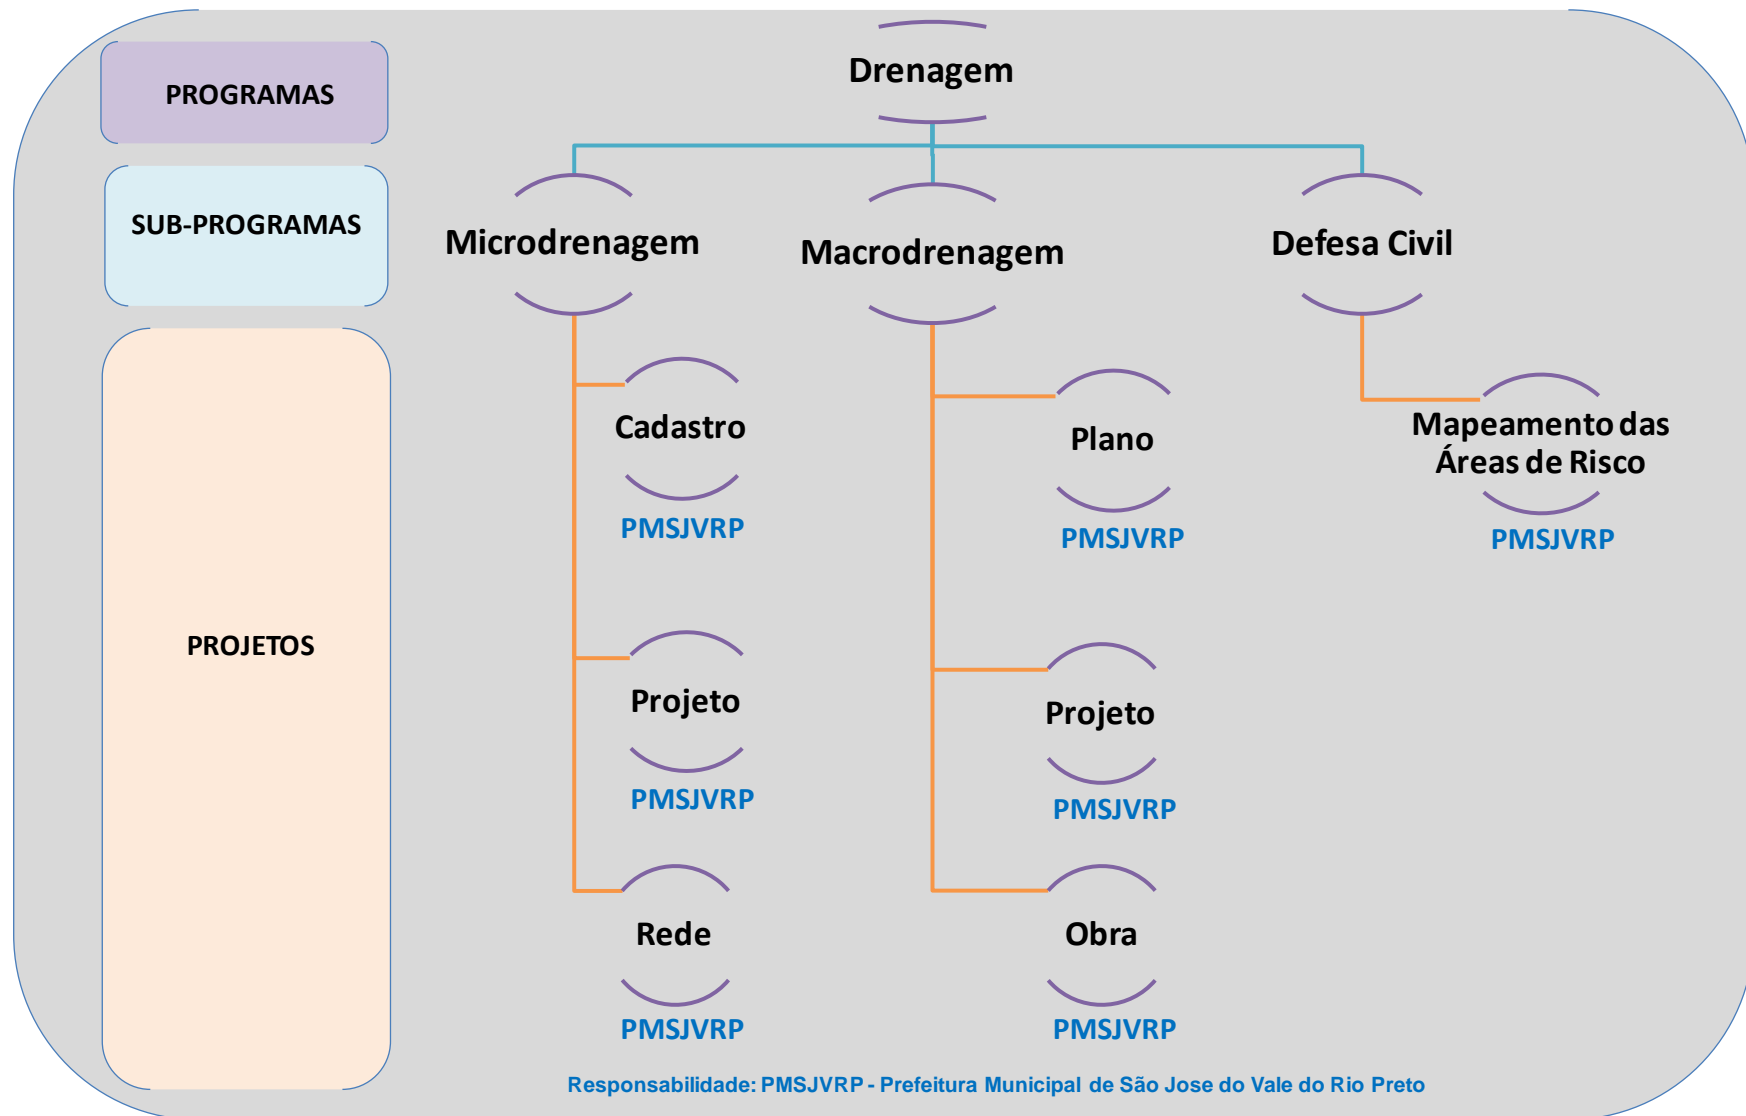 PROGRAMAS
Drenagem
SUB-PROGRAMAS
Microdrenagem
Macrodrenagem
Defesa Civil
PROJETOS
Cadastro
PMSJVRP
Plano
PMSJVRP
Mapeamento das
Áreas de Risco
PMSJVRP
Projeto
PMSJVRP
Projeto
PMSJVRP
Rede
PMSJVRP
Obra
PMSJVRP
Responsabilidade: PMSJVRP - Prefeitura Municipal de São Jose do Vale do Rio Preto